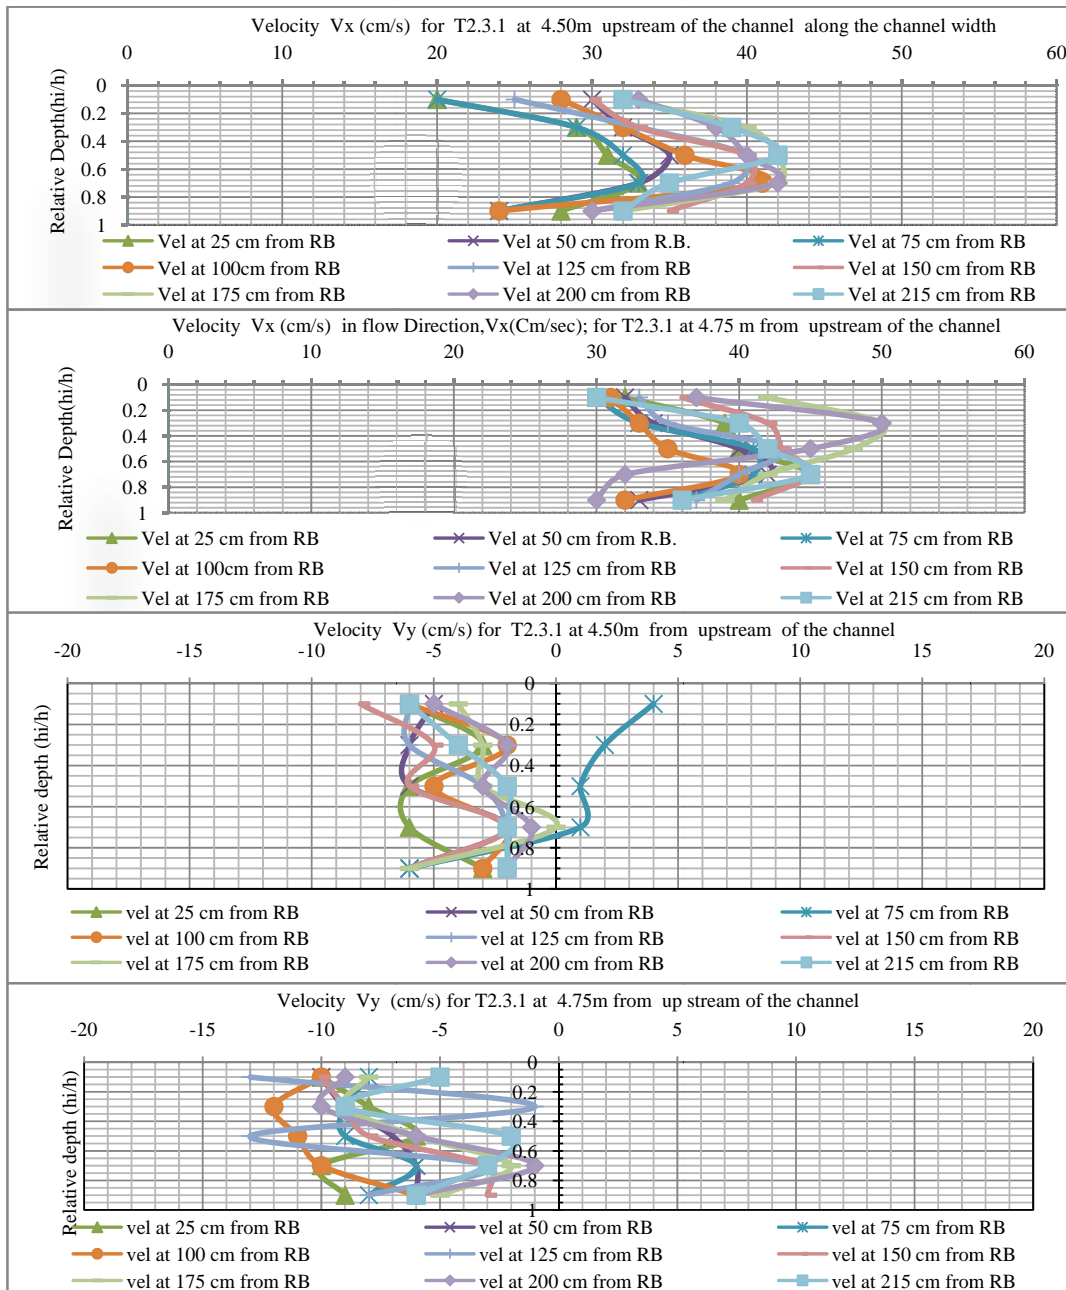 Velocity Vx (cm/s) for T2.3.1 at 4.50m upstream of the channel along the channel width
0 10 20 30 40 50 60
Relative Depth(hi/h)
0
0.2
0.4
0.6
0.8
1
Vel at 25 cm from RB Vel at 50 cm from R.B. Vel at 75 cm from RB
Vel at 100cm from RB Vel at 125 cm from RB Vel at 150 cm from RB
Vel at 175 cm from RB Vel at 200 cm from RB Vel at 215 cm from RB
Velocity Vx (cm/s) in flow Direction,Vx(Cm/sec); for T2.3.1 at 4.75 m from upstream of the channel
0 10 20 30 40 50 60
Relative Depth(hi/h)
0
0.2
0.4
0.6
0.8
1
Vel at 25 cm from RB Vel at 50 cm from R.B. Vel at 75 cm from RB
Vel at 100cm from RB Vel at 125 cm from RB Vel at 150 cm from RB
Vel at 175 cm from RB Vel at 200 cm from RB Vel at 215 cm from RB
Velocity Vy (cm/s) for T2.3.1 at 4.50m from upstream of the channel
-20 -15 -10 -5 0 5 10 15 20
Relative depth (hi/h)
0
0.2
0.4
0.6
0.8
1
vel at 25 cm from RB vel at 50 cm from RB vel at 75 cm from RB
vel at 100 cm from RB vel at 125 cm from RB vel at 150 cm from RB
vel at 175 cm from RB vel at 200 cm from RB vel at 215 cm from RB
Velocity Vy (cm/s) for T2.3.1 at 4.75m from up stream of the channel
-20 -15 -10 -5 0 5 10 15 20
Relative depth (hi/h)
0
0.2
0.4
0.6
0.8
1
vel at 25 cm from RB vel at 50 cm from RB vel at 75 cm from RB
vel at 100 cm from RB vel at 125 cm from RB vel at 150 cm from RB
vel at 175 cm from RB vel at 200 cm from RB vel at 215 cm from RB